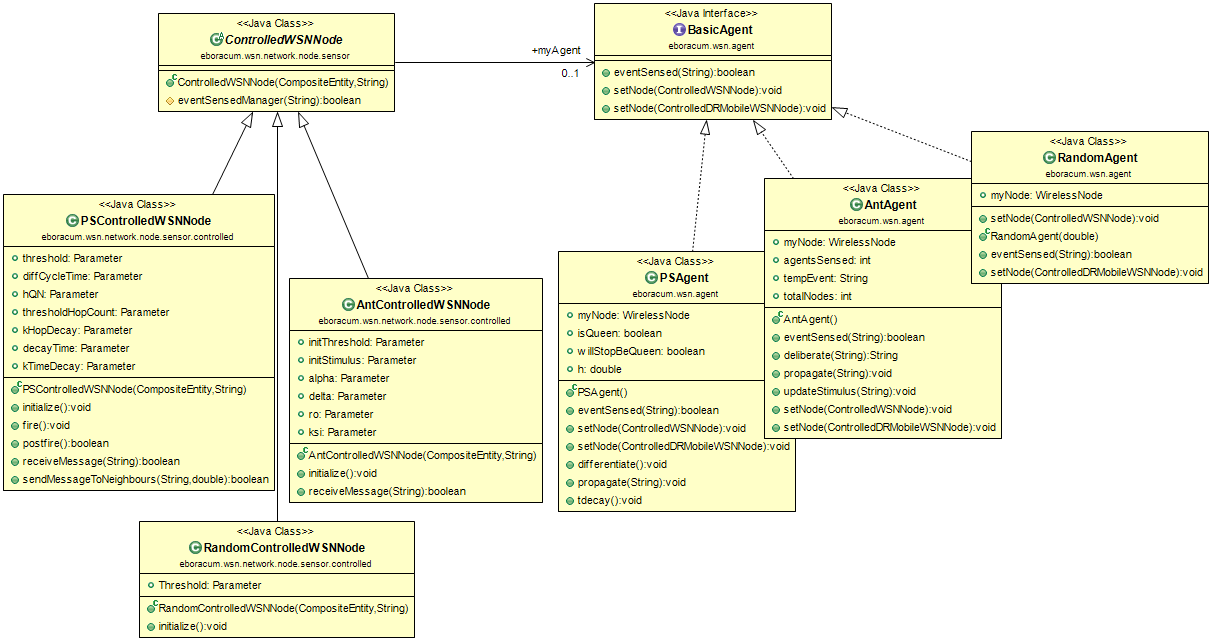 <<Java Class>>
ControlledWSNNode
eboracum.wsn.network.node.sensor
ControlledWSNNode(CompositeEntity,String)
eventSensedManager(String):boolean
+myAgent
0..1
<<Java Interface>>
BasicAgent
eboracum.wsn.agent
eventSensed(String):boolean
setNode(ControlledWSNNode):void
setNode(ControlledDRMobileWSNNode):void
<<Java Class>>
RandomAgent
eboracum.wsn.agent
myNode: WirelessNode
setNode(ControlledWSNNode):void
RandomAgent(double)
eventSensed(String):boolean
setNode(ControlledDRMobileWSNNode):void
<<Java Class>>
AntAgent
eboracum.wsn.agent
myNode: WirelessNode
agentsSensed: int
tempEvent: String
totalNodes: int
AntAgent()
eventSensed(String):boolean
deliberate(String):String
propagate(String):void
updateStimulus(String):void
setNode(ControlledWSNNode):void
setNode(ControlledDRMobileWSNNode):void
<<Java Class>>
PSControlledWSNNode
eboracum.wsn.network.node.sensor.controlled
threshold: Parameter
diffCycleTime: Parameter
hQN: Parameter
thresholdHopCount: Parameter
kHopDecay: Parameter
decayTime: Parameter
kTimeDecay: Parameter
PSControlledWSNNode(CompositeEntity,String)
initialize():void
fire():void
postfire():boolean
receiveMessage(String):boolean
sendMessageToNeighbours(String,double):boolean
<<Java Class>>
AntControlledWSNNode
eboracum.wsn.network.node.sensor.controlled
initThreshold: Parameter
initStimulus: Parameter
alpha: Parameter
delta: Parameter
ro: Parameter
ksi: Parameter
AntControlledWSNNode(CompositeEntity,String)
initialize():void
receiveMessage(String):boolean
<<Java Class>>
PSAgent
eboracum.wsn.agent
myNode: WirelessNode
isQueen: boolean
willStopBeQueen: boolean
h: double
PSAgent()
eventSensed(String):boolean
setNode(ControlledWSNNode):void
setNode(ControlledDRMobileWSNNode):void
differentiate():void
propagate(String):void
tdecay():void
<<Java Class>>
RandomControlledWSNNode
eboracum.wsn.network.node.sensor.controlled
Threshold: Parameter
RandomControlledWSNNode(CompositeEntity,String)
initialize():void